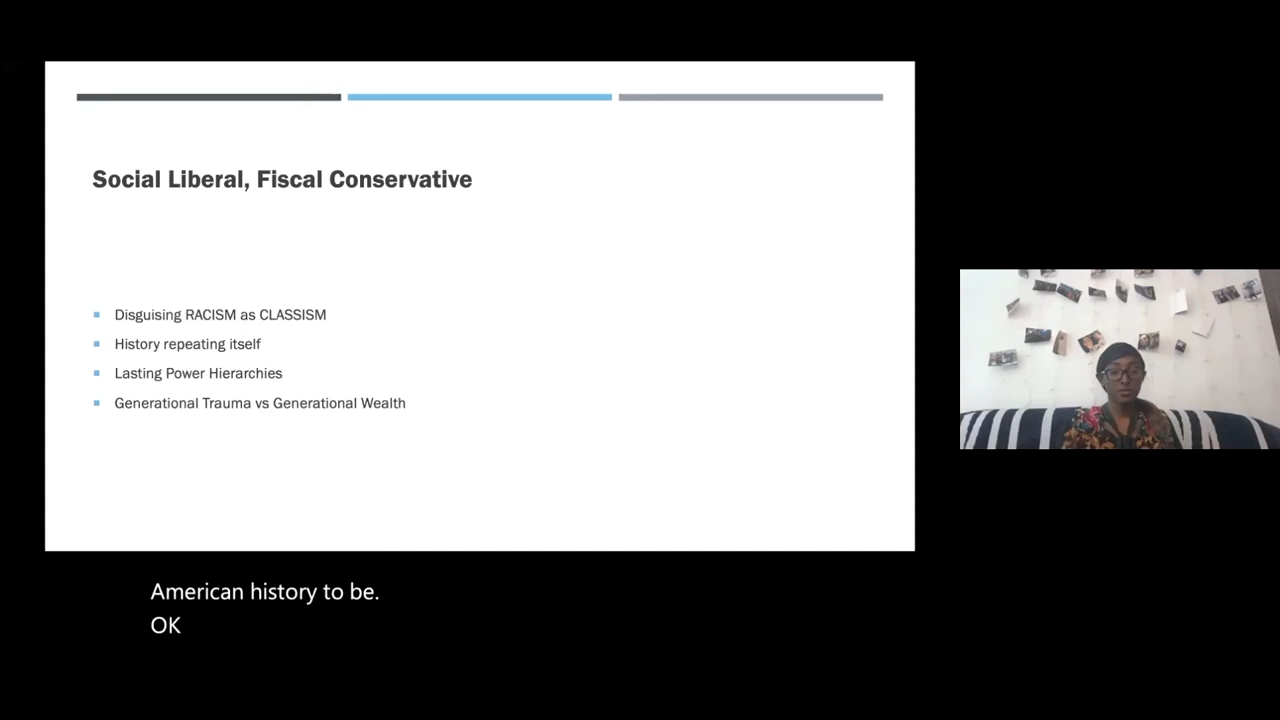 Social Liberal, Fiscal Conservative
Disguising RACISM as CLASSISM
History repeating itself
Lasting Power Hierarchies
Generational Trauma vs Generational Wealth
American history to be.
OK